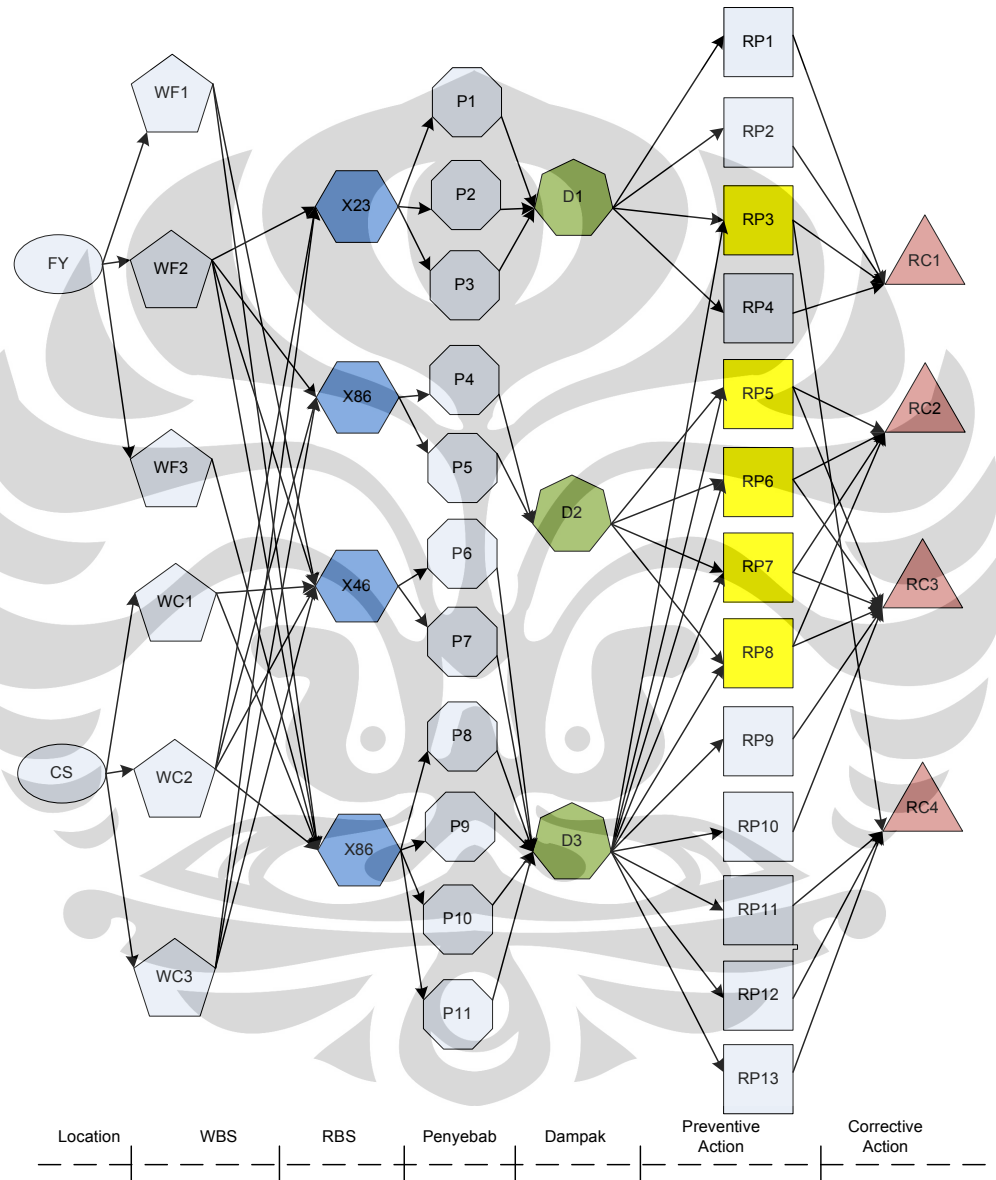 FY
CS
WF1
WF2
WF3
WC1
WC2
WC3
X23
X86
X46
X86
P1
P2
P3
P4
P5
P6
P7
P8
P9
P10
P11
D1
D2
D3
RP1
RP2
RP3
RP4
RP5
RP6
RP7
RP8
RP9
RP10
RP11
RP12
RP13
RC1
RC2
RC3
RC4
Location
WBS
RBS
Penyebab
Dampak
Preventive
Action
Corrective
Action